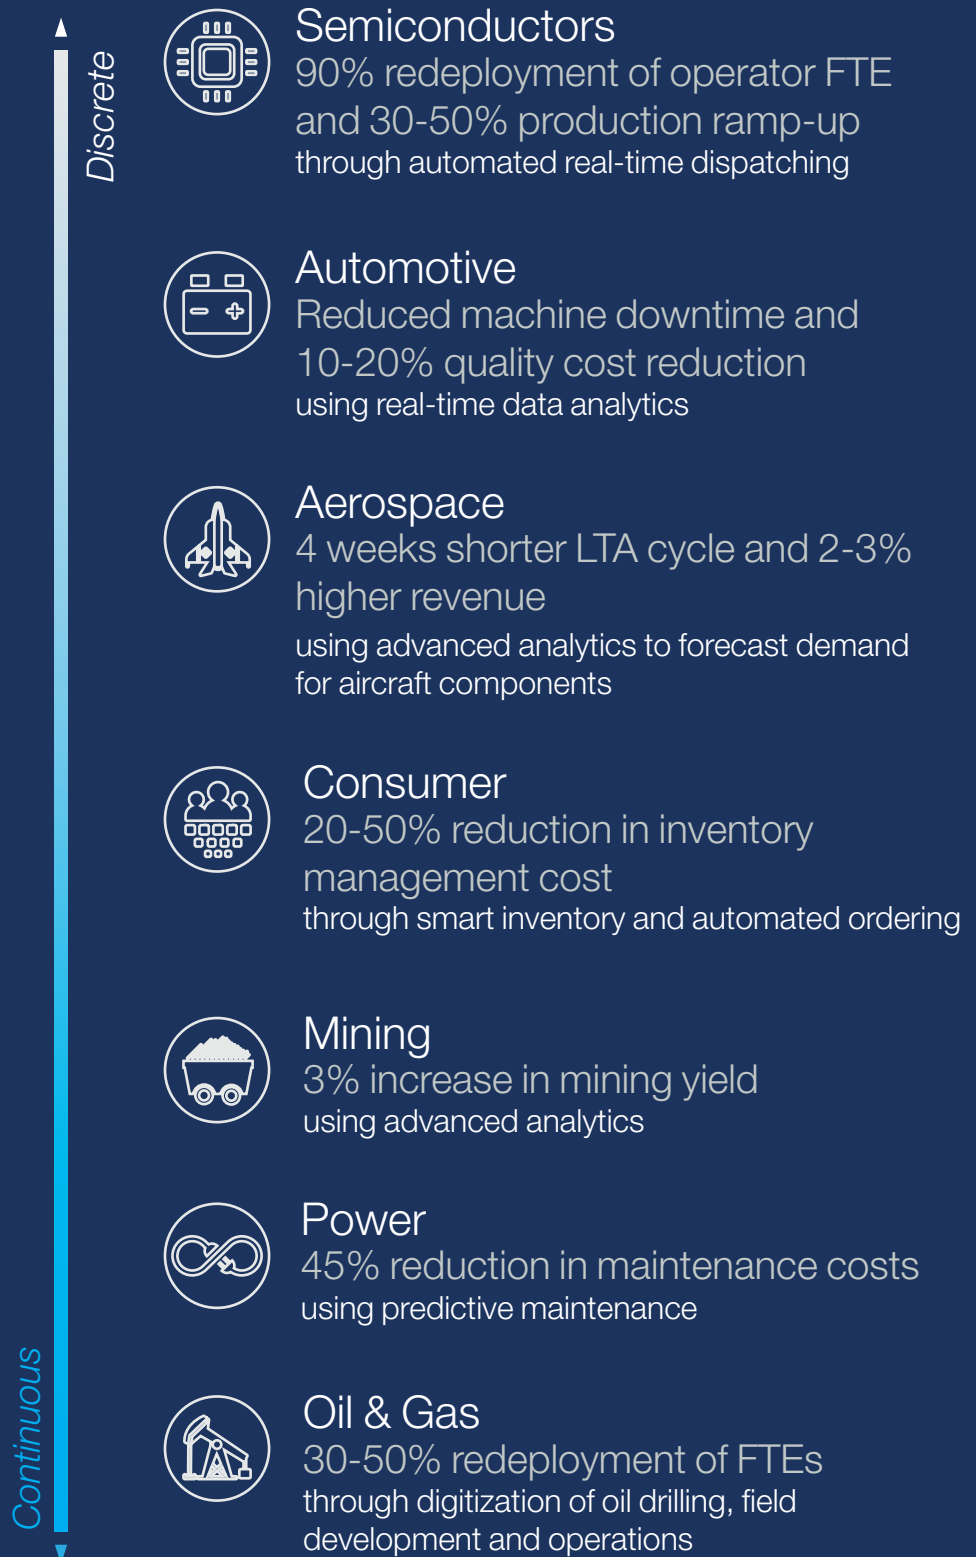 Discrete
Semiconductors
90% redeployment of operator FTE
and 30-50% production ramp-up
through automated real-time dispatching
Automotive
Reduced machine downtime and
10-20% quality cost reduction
using real-time data analytics
Aerospace
4 weeks shorter LTA cycle and 2-3%
higher revenue
using advanced analytics to forecast demand
for aircraft components
Consumer
20-50% reduction in inventory
management cost
through smart inventory and automated ordering
Mining
3% increase in mining yield
using advanced analytics
Power
45% reduction in maintenance costs
using predictive maintenance
Continuous
Oil & Gas
30-50% redeployment of FTEs
through digitization of oil drilling, field
development and operations